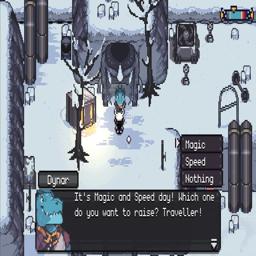 Magic
Speed
Nothing
Dynar
It's Magic and Speed day! Which one
do you want to raise? Traveller!